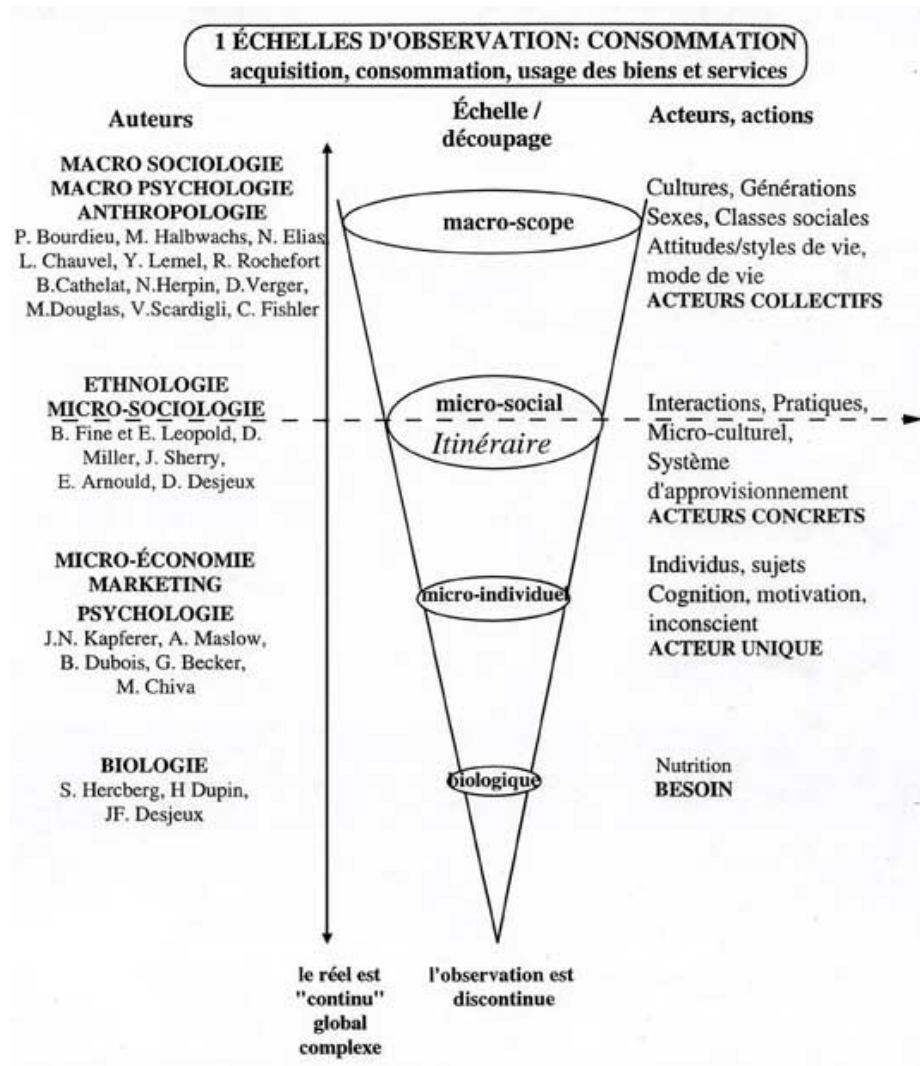 1 ÉCHELLES D'OBSERVATION: CONSOMMATION
acquisition, consommation, usage des biens et services
Auteurs
Échelle /
découpage
Acteurs, actions
MACRO SOCIOLOGIE
MACRO PSYCHOLOGIE
ANTHROPOLOGIE
P. Bourdieu, M. Halbwachs, N. Elias
L. Chauvel, Y. Lemel, R. Rochefort
B.Cathelat, N.Herpin, D.Verger,
M.Douglas, V.Scardigli, C. Fishler
macro-scope
Cultures, Générations
Sexes, Classes sociales
Attitudes/styles de vie,
mode de vie
ACTEURS COLLECTIFS
ETHNOLOGIE
MICRO-SOCIOLOGIE
B. Fine et E. Leopold, D.
Miller, J. Sherry,
E. Arnould, D. Desjeux
micro-social
Itinéraire
Interactions, Pratiques,
Micro-culturel,
Système
d'approvisionnement
ACTEURS CONCRETS
MICRO-ÉCONOMIE
MARKETING
PSYCHOLOGIE
J.N. Kapferer, A. Maslow,
B. Dubois, G. Becker,
M. Chiva
micro-individuel
Individus, sujets
Cognition, motivation,
inconscient
ACTEUR UNIQUE
BIOLOGIE
S. Hercberg, H Dupin,
JF. Desjeux
biologique
Nutrition
BESOIN
le réel est
"continu"
global
complexe
l'observation est
discontinue